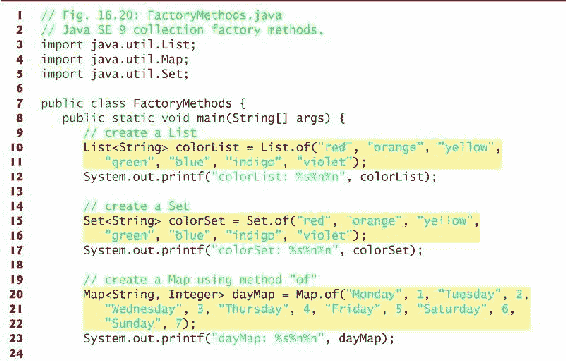 1 // Fig. 16.20: FactoryMethods.java
2 // Java SE 9 collection factory methods.
3 import java.util.List;
4 import java.util.Map;
5 import java.util.Set;
6
7 public class FactoryMethods {
8 public static void main(String[] args) {
9 // create a List
10 List<String> colorList = List.of("red", "orange", "yellow",
11 "green", "blue", "indigo", "violet");
12 System.out.printf("colorList: %s%n%n", colorList);
13
14 // create a Set
15 Set<String> colorSet = Set.of("red", "orange", "yellow",
16 "green", "blue", "indigo", "violet");
17 System.out.printf("colorSet: %s%n%n", colorSet);
18
19 // create a Map using method "of"
20 Map<String, Integer> dayMap = Map.of("Monday", 1, "Tuesday", 2,
21 "Wednesday", 3, "Thursday", 4, "Friday", 5, "Saturday", 6,
22 "Sunday", 7);
23 System.out.printf("dayMap: %s%n%n", dayMap);
24